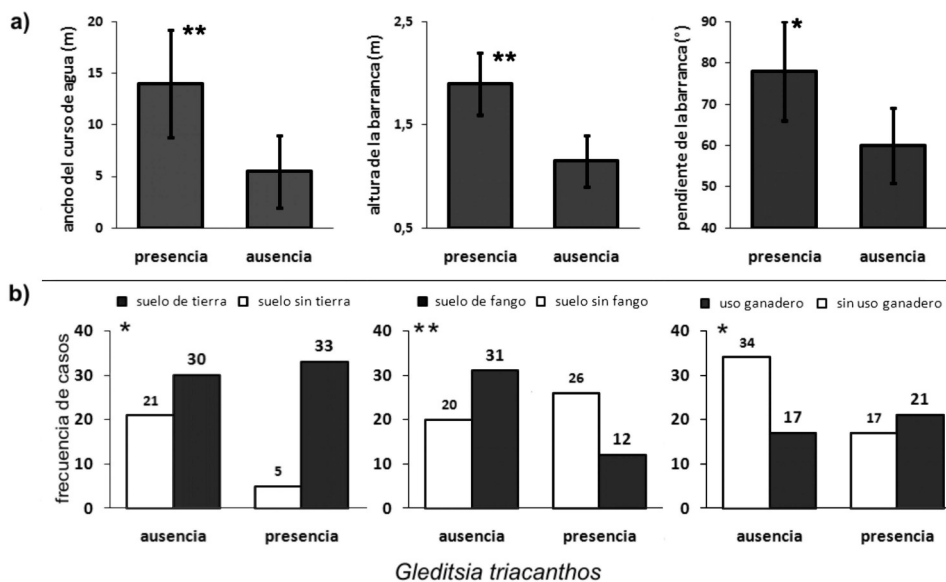 a)
ancho del curso de agua (m)
20
15
10
5
0
**
presencia ausencia
altura de la barranca (m)
2,5
1,5
0,5
**
presencia ausencia
pendiente de la barranca (°)
90
80
70
60
50
40
*
presencia ausencia
b)
frecuencia de casos
suelo de tierra suelo sin tierra
*
40
30
20
10
0
21 30 5 33
ausencia presencia
suelo de fango suelo sin fango
**
40
30
20
10
0
20 31 26 12
ausencia presencia
uso ganadero sin uso ganadero
*
40
30
20
10
0
34 17 17 21
ausencia presencia
Gleditsia triacanthos